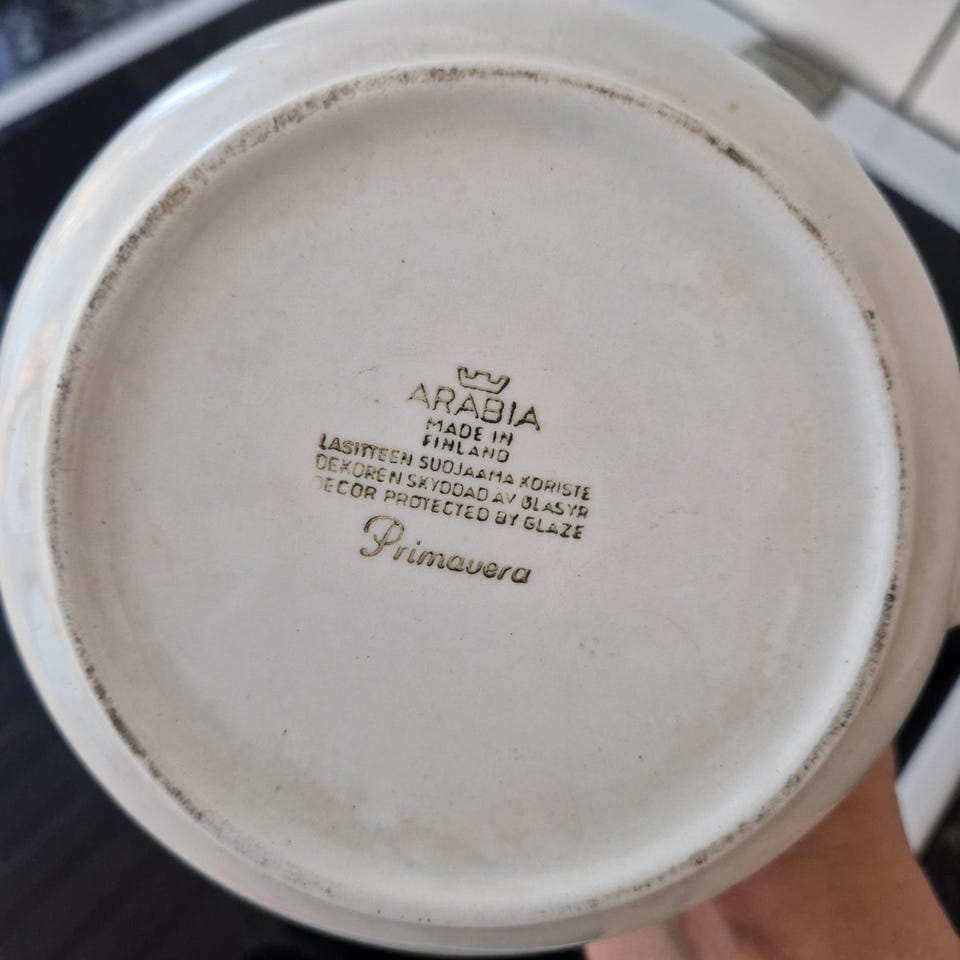 ARABIA
MADE IN
FINLAND
LASITTEEN SUOJAAMA KORISTE
DEKOREN SKYDDAD AV GLASYR
DECOR PROTECTED BY GLAZE
Primavera